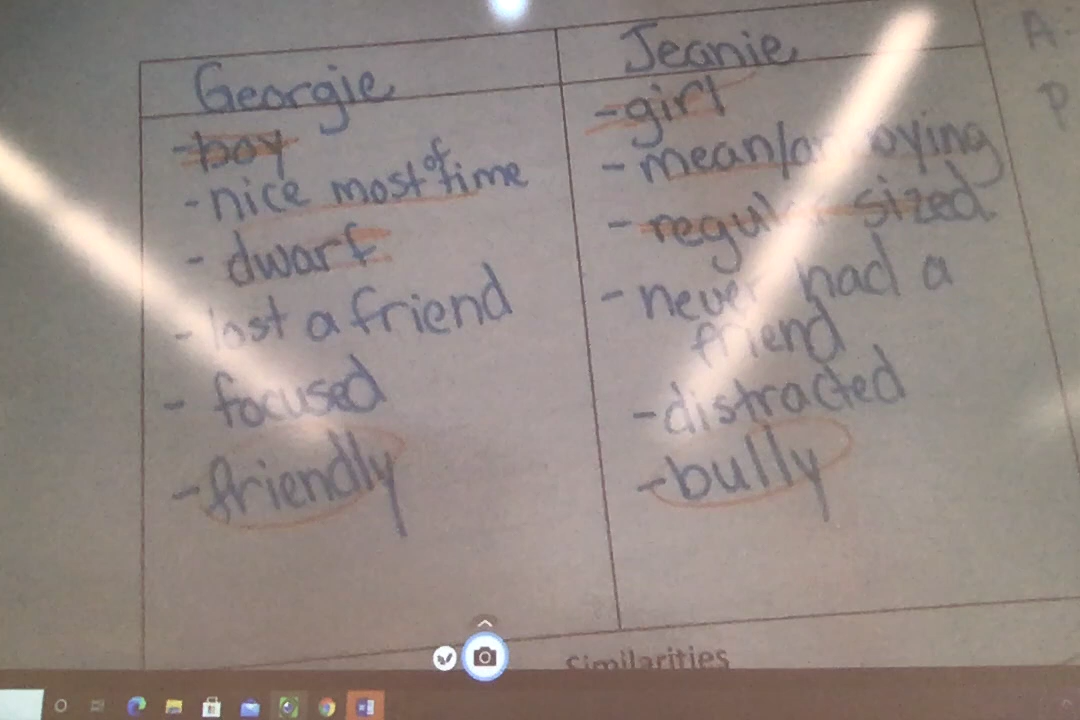 Georgie
Jeanie
-boy
-nice most of time
-dwarf
-lost a friend
-focused
-friendly
-girl
-mean/annoying
-regular sized
-never had a
friend
-distracted
-bully
A.
P.
Similarities